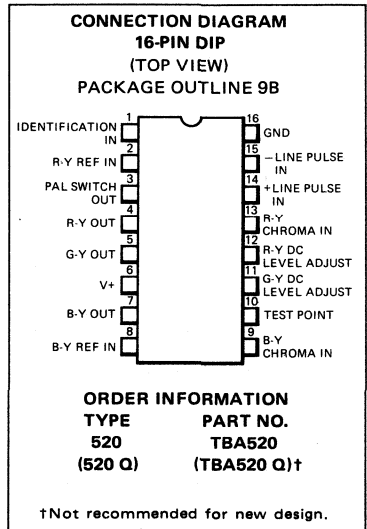 CONNECTION DIAGRAM
16-PIN DIP
(TOP VIEW)
PACKAGE OUTLINE 9B
IDENTIFICATION
IN
1
R-Y REF IN
2
PAL SWITCH
OUT
3
R-Y OUT
4
G-Y OUT
5
V+
6
B-Y OUT
7
B-Y REF IN
8
16
GND
15
−LINE PULSE
IN
14
+LINE PULSE
IN
13
R-Y
CHROMA IN
12
R-Y DC
LEVEL ADJUST
11
G-Y DC
LEVEL ADJUST
10
TEST POINT
9
B-Y
CHROMA IN
ORDER INFORMATION
TYPE PART NO.
520 TBA520
(520 Q) (TBA520 Q)†
†Not recommended for new design.